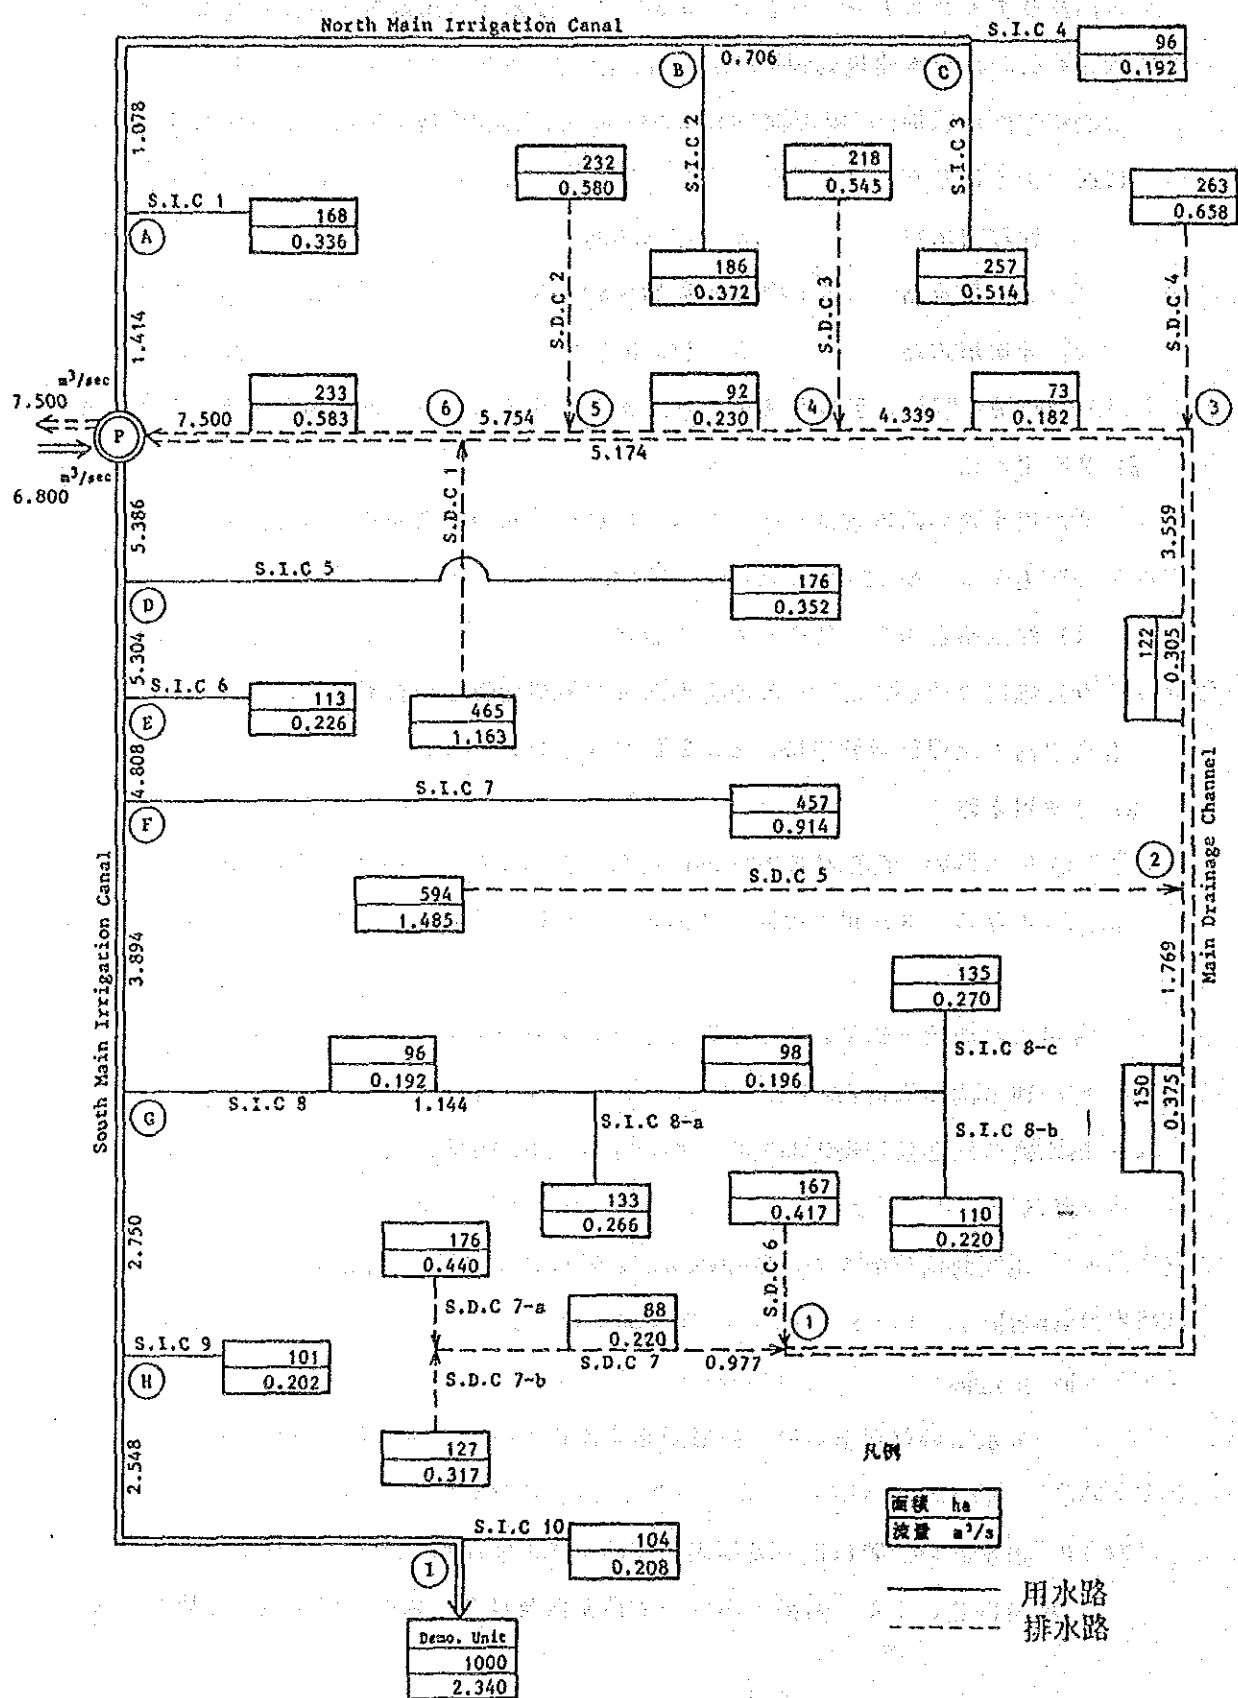 North Main Irrigation Canal
S.I.C 4
96
0.192
B
0.706
C
1.078
S.I.C 2
S.I.C 3
232
0.580
218
0.545
263
0.658
S.I.C 1
168
0.336
A
186
0.372
257
0.514
S.D.C 2
S.D.C 3
S.D.C 4
1.414
m³/sec
7.500
233
0.583
92
0.230
73
0.182
7.500
6
5.754
5
4
4.339
3
P
5.174
m³/sec
6.800
S.D.C 1
5.386
3.559
S.I.C 5
176
0.352
D
5.304
122
0.305
S.I.C 6
113
0.226
E
465
1.163
4.808
S.I.C 7
457
0.914
F
Main Drainage Channel
2
S.D.C 5
594
1.485
South Main Irrigation Canal
3.894
1.769
135
0.270
S.I.C 8-c
96
0.192
98
0.196
G
S.I.C 8
1.144
S.I.C 8-a
S.I.C 8-b
150
0.375
133
0.266
167
0.417
110
0.220
2.750
176
0.440
S.D.C 6
S.D.C 7-a
88
0.220
1
S.I.C 9
101
0.202
H
S.D.C 7
0.977
S.D.C 7-b
127
0.317
2.548
凡例
面積 ha
流量 m³/s
S.I.C 10
104
0.208
I
用水路
排水路
Demo. Unit
1000
2.340